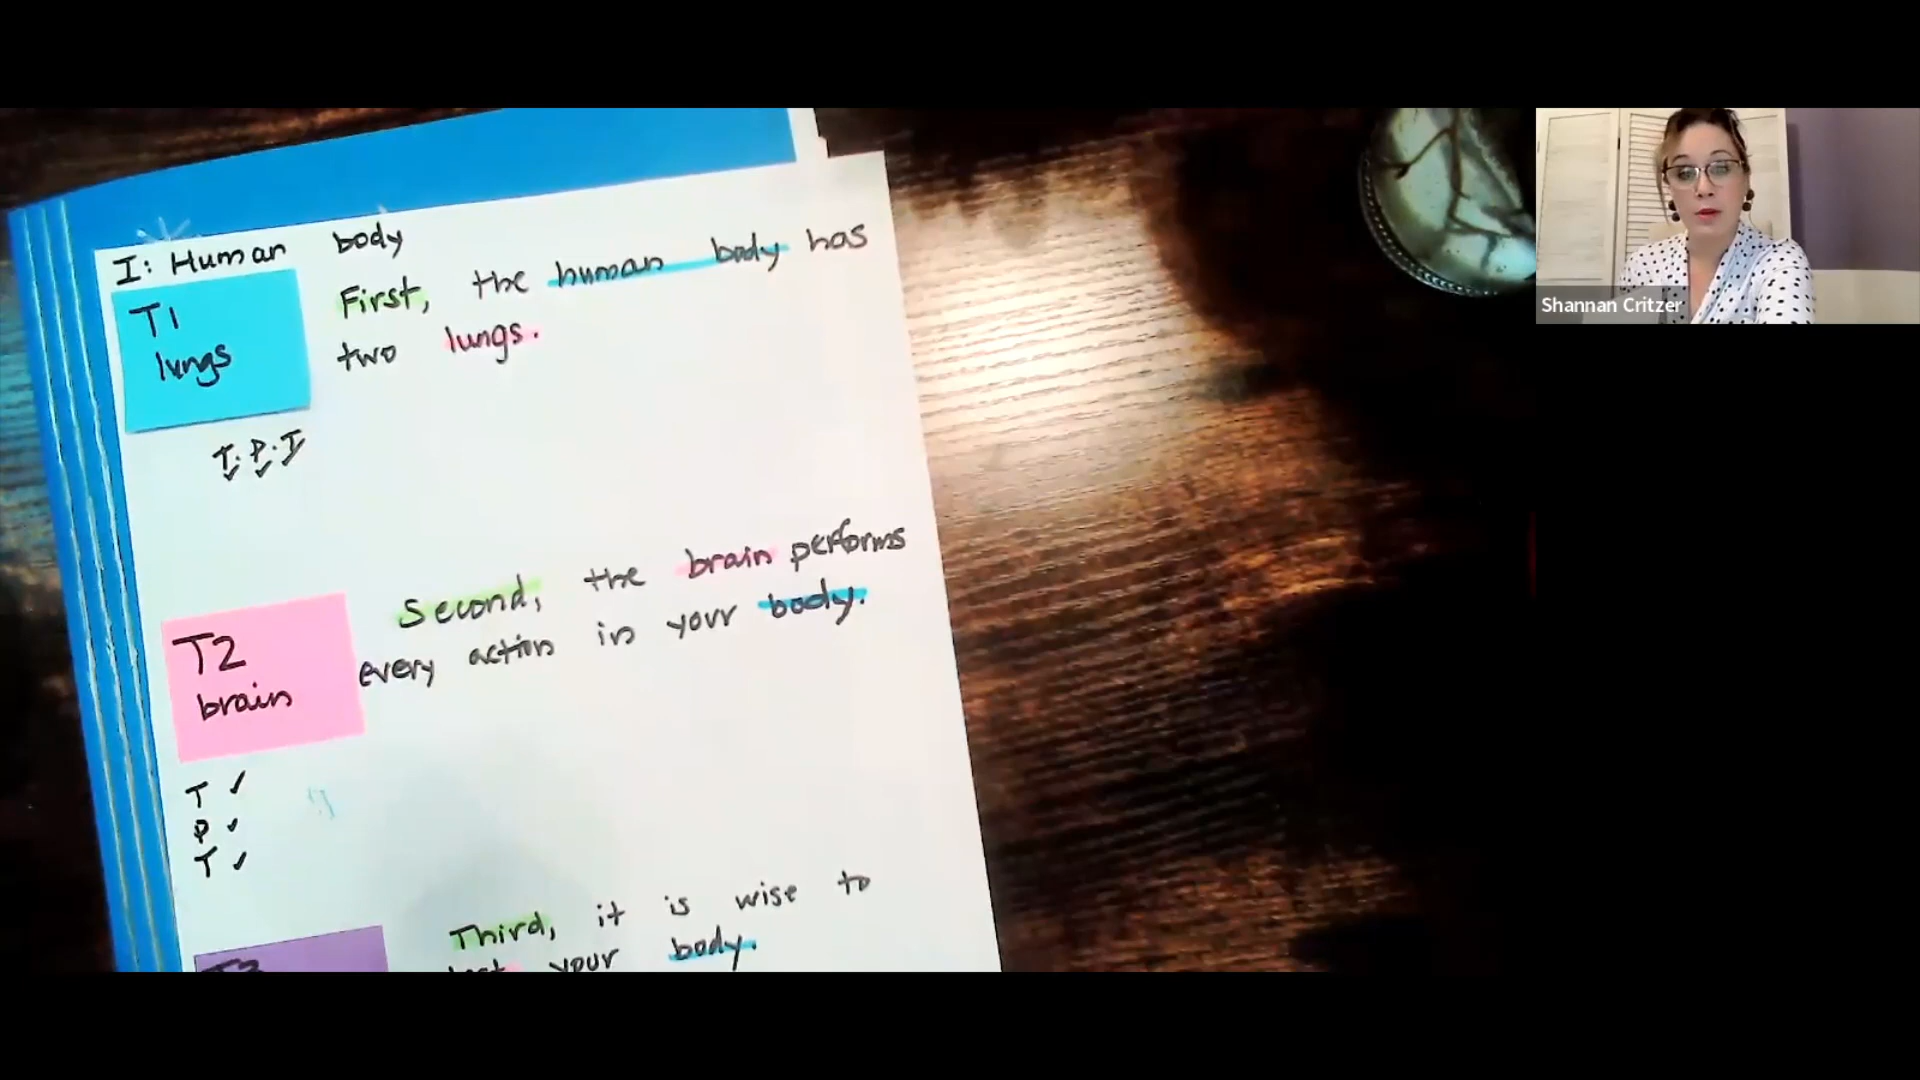 I: Human body
T1
lungs
First, the human body has
two lungs.
T. P. I
T2
brain
Second, the brain performs
every action in your body.
T ✓
P ✓
T ✓
Third, it is wise to
your body.
Shannan Critzer